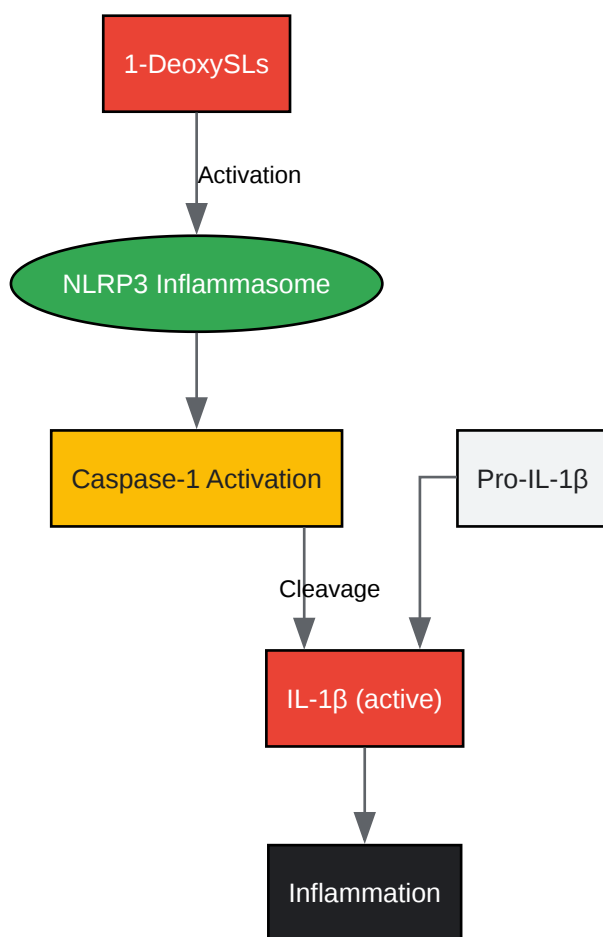 1-DeoxySLs
Activation
NLRP3 Inflammasome
Caspase-1 Activation
Pro-IL-1β
Cleavage
IL-1β (active)
Inflammation